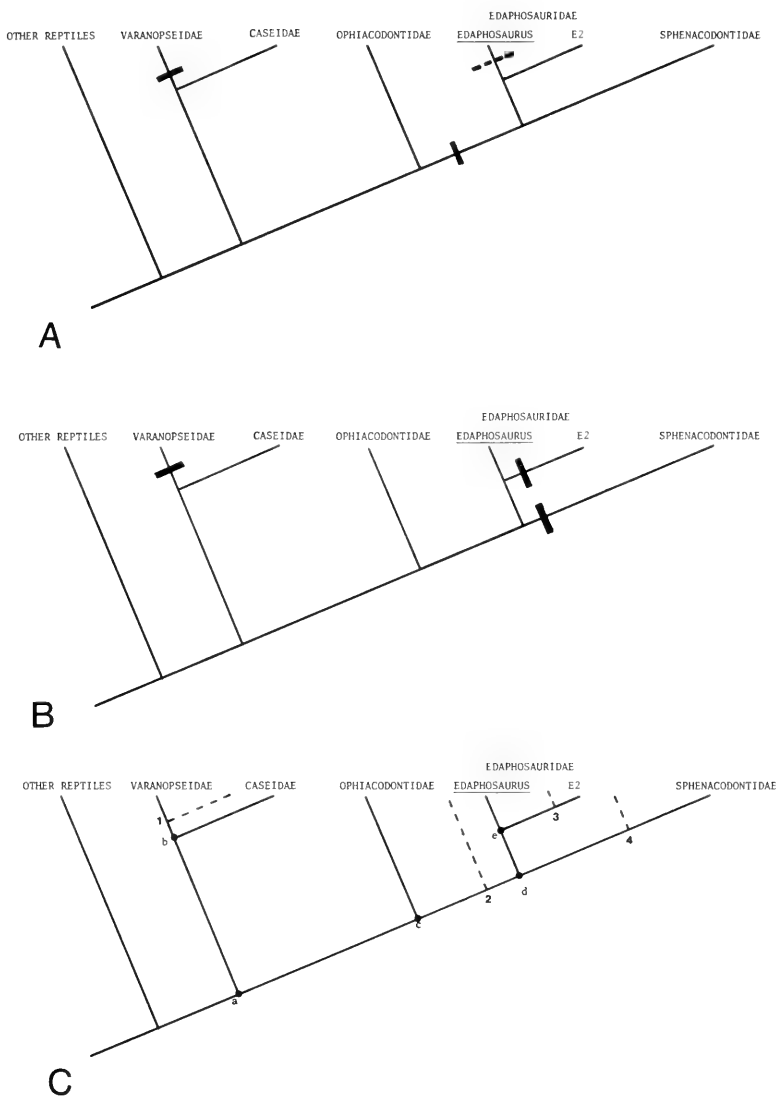 EDAPHOSAURIDAE
OTHER REPTILES VARANOPSEIDAE CASEIDAE OPHIACODONTIDAE EDAPHOSAURUS E2 SPHENACODONTIDAE
A
EDAPHOSAURIDAE
OTHER REPTILES VARANOPSEIDAE CASEIDAE OPHIACODONTIDAE EDAPHOSAURUS E2 SPHENACODONTIDAE
B
EDAPHOSAURIDAE
OTHER REPTILES VARANOPSEIDAE CASEIDAE OPHIACODONTIDAE EDAPHOSAURUS E2 SPHENACODONTIDAE
1
3
e
b
4
d
2
c
a
C